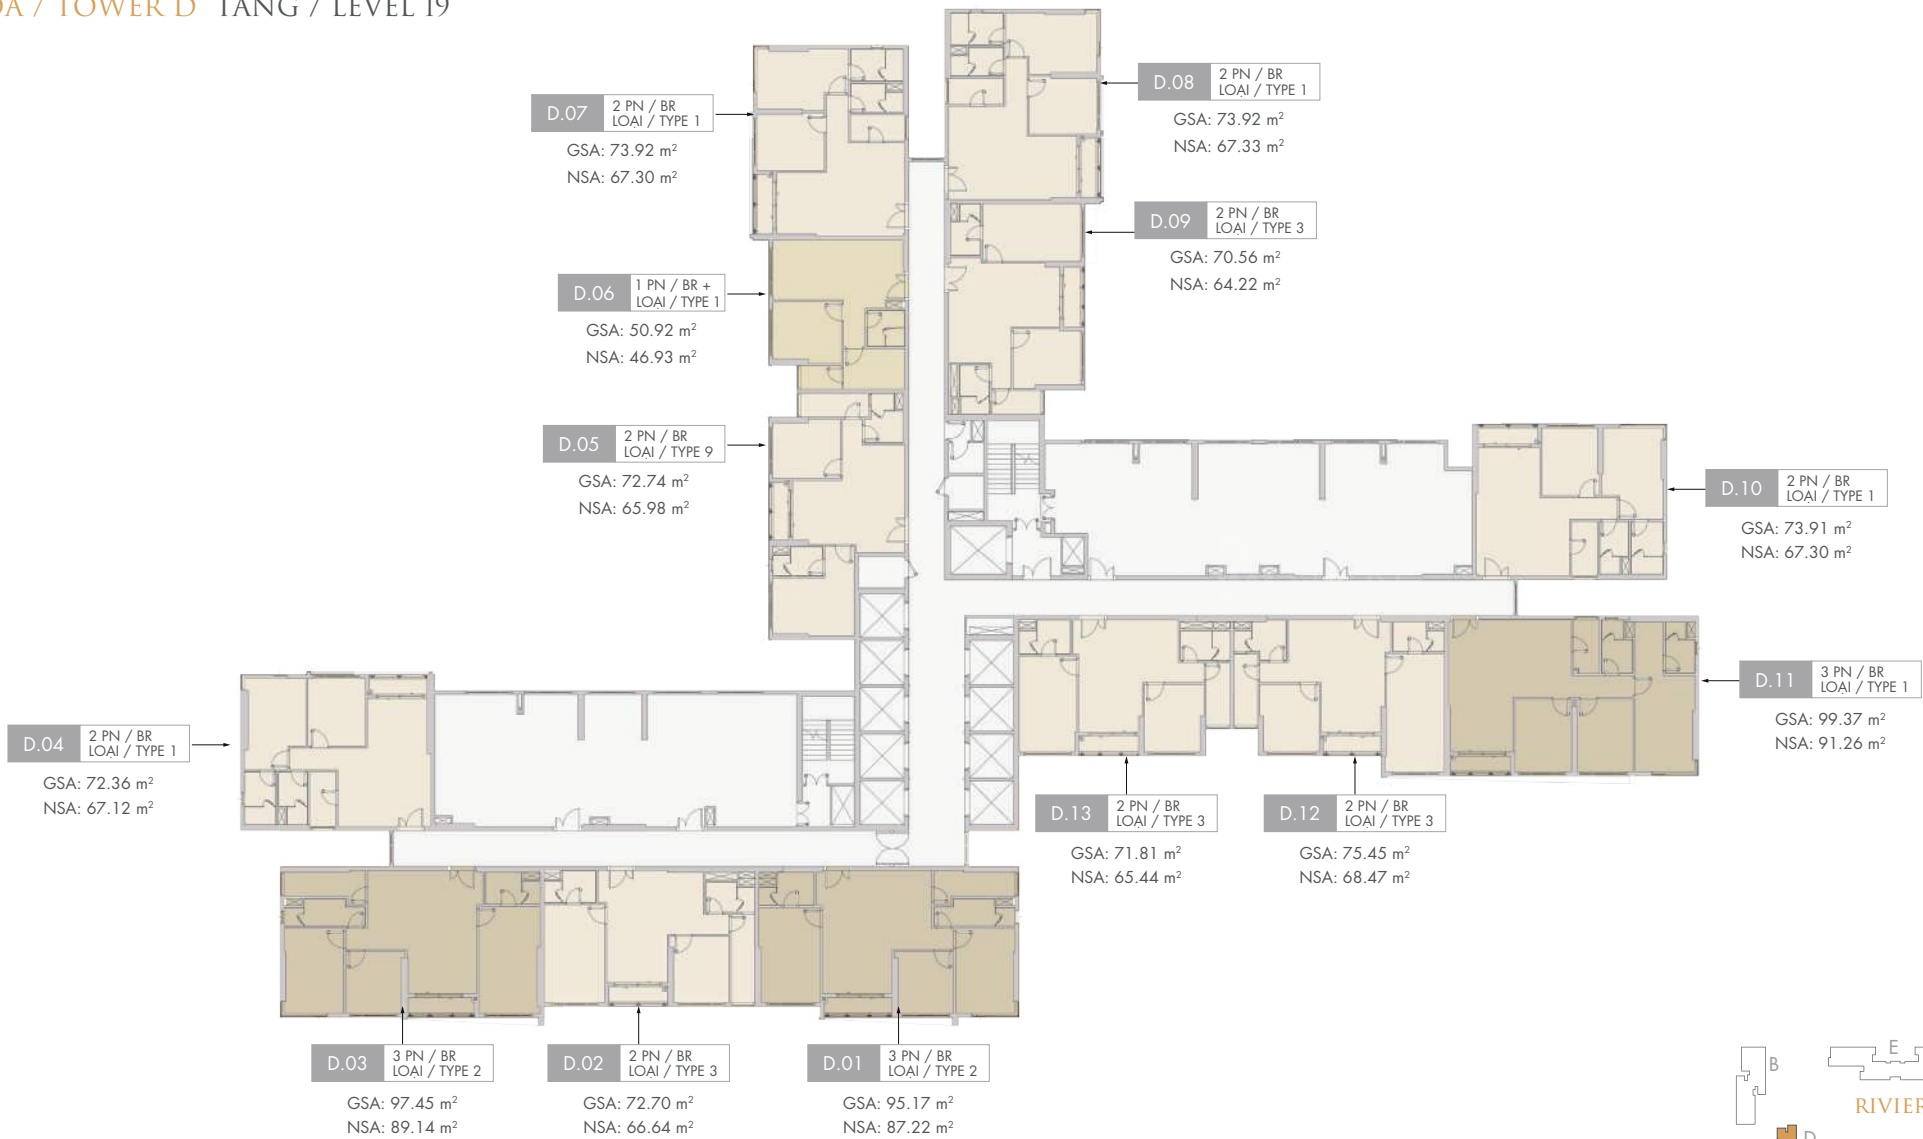 TOWER D TẦNG / LEVEL 19
D.08
2 PN / BR
LOẠI / TYPE 1
GSA: 73.92 m²
NSA: 67.33 m²
D.07
2 PN / BR
LOẠI / TYPE 1
GSA: 73.92 m²
NSA: 67.30 m²
D.09
2 PN / BR
LOẠI / TYPE 3
GSA: 70.56 m²
NSA: 64.22 m²
D.06
1 PN / BR +
LOẠI / TYPE 1
GSA: 50.92 m²
NSA: 46.93 m²
D.05
2 PN / BR
LOẠI / TYPE 9
GSA: 72.74 m²
NSA: 65.98 m²
D.10
2 PN / BR
LOẠI / TYPE 1
GSA: 73.91 m²
NSA: 67.30 m²
D.11
3 PN / BR
LOẠI / TYPE 1
GSA: 99.37 m²
NSA: 91.26 m²
D.04
2 PN / BR
LOẠI / TYPE 1
GSA: 72.36 m²
NSA: 67.12 m²
D.13
2 PN / BR
LOẠI / TYPE 3
GSA: 71.81 m²
NSA: 65.44 m²
D.12
2 PN / BR
LOẠI / TYPE 3
GSA: 75.45 m²
NSA: 68.47 m²
D.03
3 PN / BR
LOẠI / TYPE 2
GSA: 97.45 m²
NSA: 89.14 m²
D.02
2 PN / BR
LOẠI / TYPE 3
GSA: 72.70 m²
NSA: 66.64 m²
D.01
3 PN / BR
LOẠI / TYPE 2
GSA: 95.17 m²
NSA: 87.22 m²
B
E
RIVIER
D